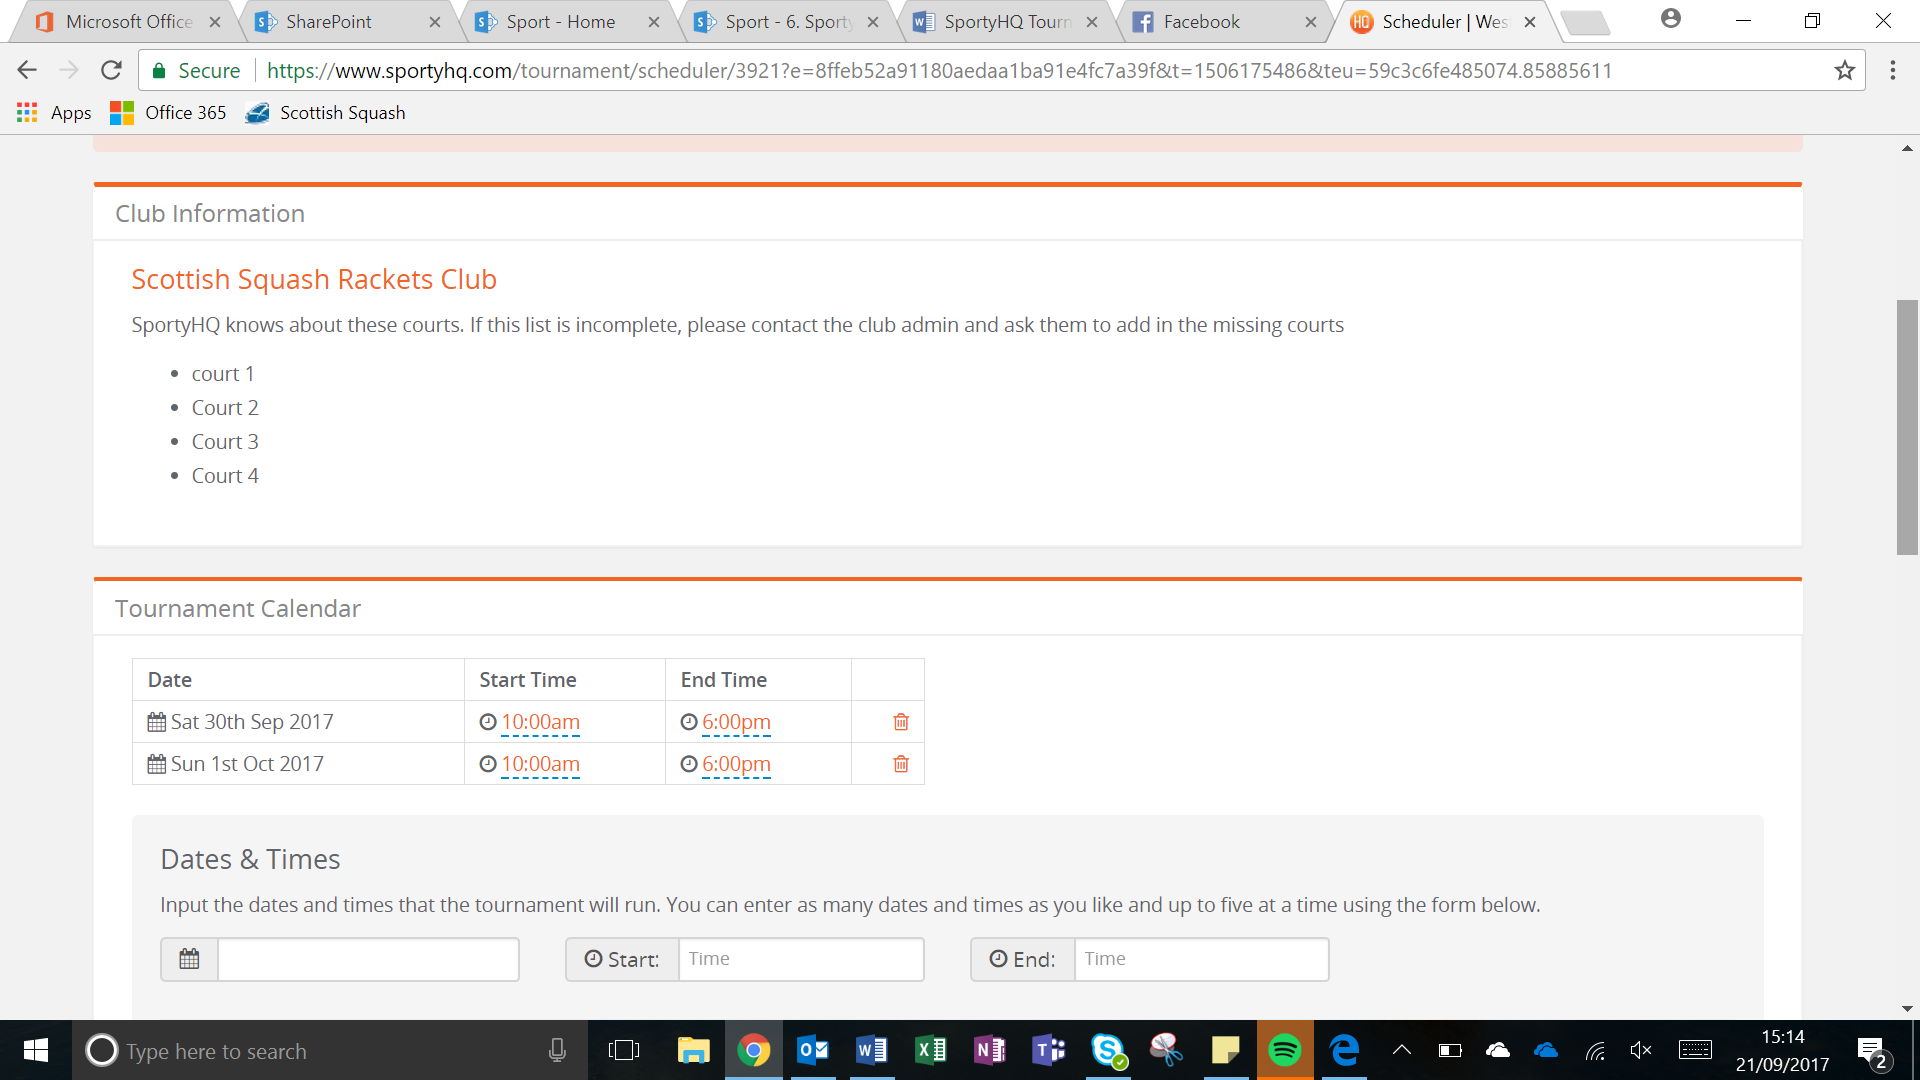 Microsoft Office
SharePoint
Sport - Home
Sport - 6. Sporty
SportyHQ Tourn
Facebook
Scheduler | Wes
Secure
https://www.sportyhq.com/tournament/scheduler/3921?e=8ffeb52a91180aedaa1ba91e4fc7a39f&t=1506175486&teu=59c3c6fe485074.85885611
Apps
Office 365
Scottish Squash
Club Information
Scottish Squash Rackets Club
SportyHQ knows about these courts. If this list is incomplete, please contact the club admin and ask them to add in the missing courts
• court 1
• Court 2
• Court 3
• Court 4
Tournament Calendar
Date Start Time End Time
Sat 30th Sep 2017 10:00am 6:00pm
Sun 1st Oct 2017 10:00am 6:00pm
Dates & Times
Input the dates and times that the tournament will run. You can enter as many dates and times as you like and up to five at a time using the form below.
Start: Time End: Time
Type here to search
15:14
21/09/2017
2